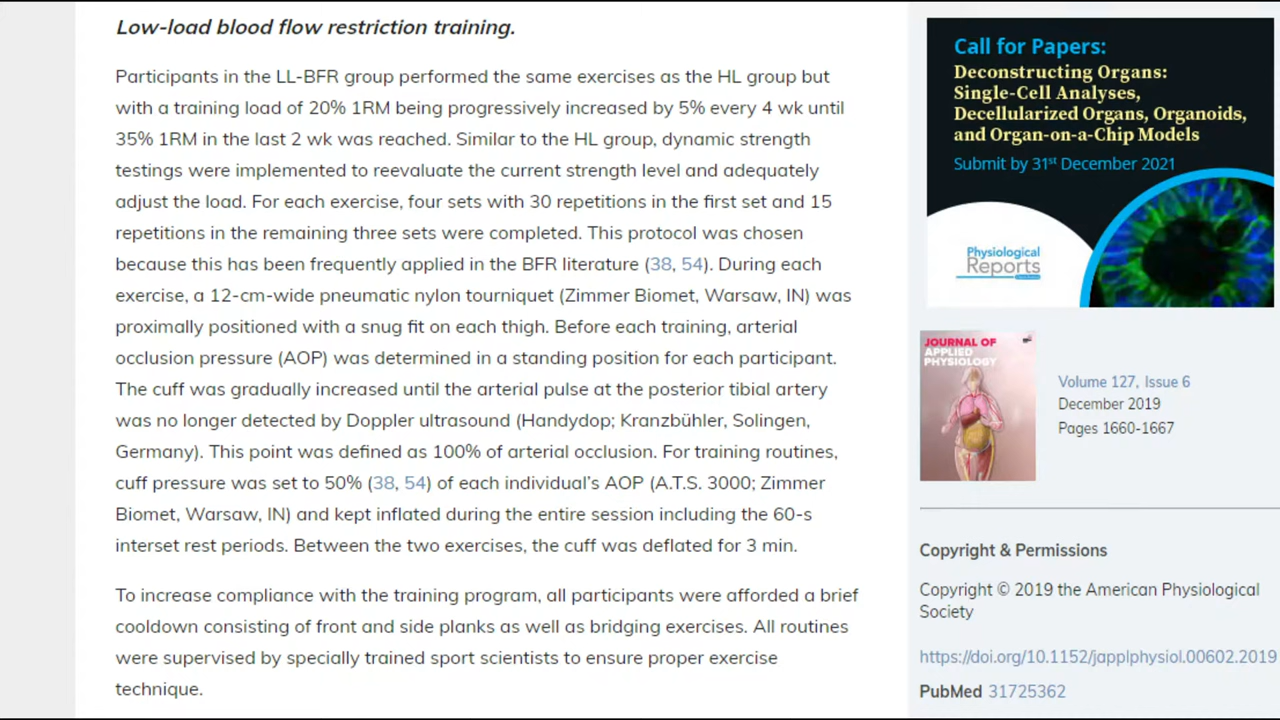 Low-load blood flow restriction training.
Participants in the LL-BFR group performed the same exercises as the HL group but
with a training load of 20% 1RM being progressively increased by 5% every 4 wk until
35% 1RM in the last 2 wk was reached. Similar to the HL group, dynamic strength
testings were implemented to reevaluate the current strength level and adequately
adjust the load. For each exercise, four sets with 30 repetitions in the first set and 15
repetitions in the remaining three sets were completed. This protocol was chosen
because this has been frequently applied in the BFR literature (38, 54). During each
exercise, a 12-cm-wide pneumatic nylon tourniquet (Zimmer Biomet, Warsaw, IN) was
proximally positioned with a snug fit on each thigh. Before each training, arterial
occlusion pressure (AOP) was determined in a standing position for each participant.
The cuff was gradually increased until the arterial pulse at the posterior tibial artery
was no longer detected by Doppler ultrasound (Handydop; Kranzbühler, Solingen,
Germany). This point was defined as 100% of arterial occlusion. For training routines,
cuff pressure was set to 50% (38, 54) of each individual's AOP (A.T.S. 3000; Zimmer
Biomet, Warsaw, IN) and kept inflated during the entire session including the 60-s
interset rest periods. Between the two exercises, the cuff was deflated for 3 min.
To increase compliance with the training program, all participants were afforded a brief
cooldown consisting of front and side planks as well as bridging exercises. All routines
were supervised by specially trained sport scientists to ensure proper exercise
technique.
Call for Papers:
Deconstructing Organs:
Single-Cell Analyses,
Decellularized Organs, Organoids,
and Organ-on-a-Chip Models
Submit by 31st December 2021
Physiological
Reports
JOURNAL OF
APPLIED
PHYSIOLOGY
Volume 127, Issue 6
December 2019
Pages 1660-1667
Copyright & Permissions
Copyright © 2019 the American Physiological
Society
https://doi.org/10.1152/japplphysiol.00602.2019
PubMed 31725362